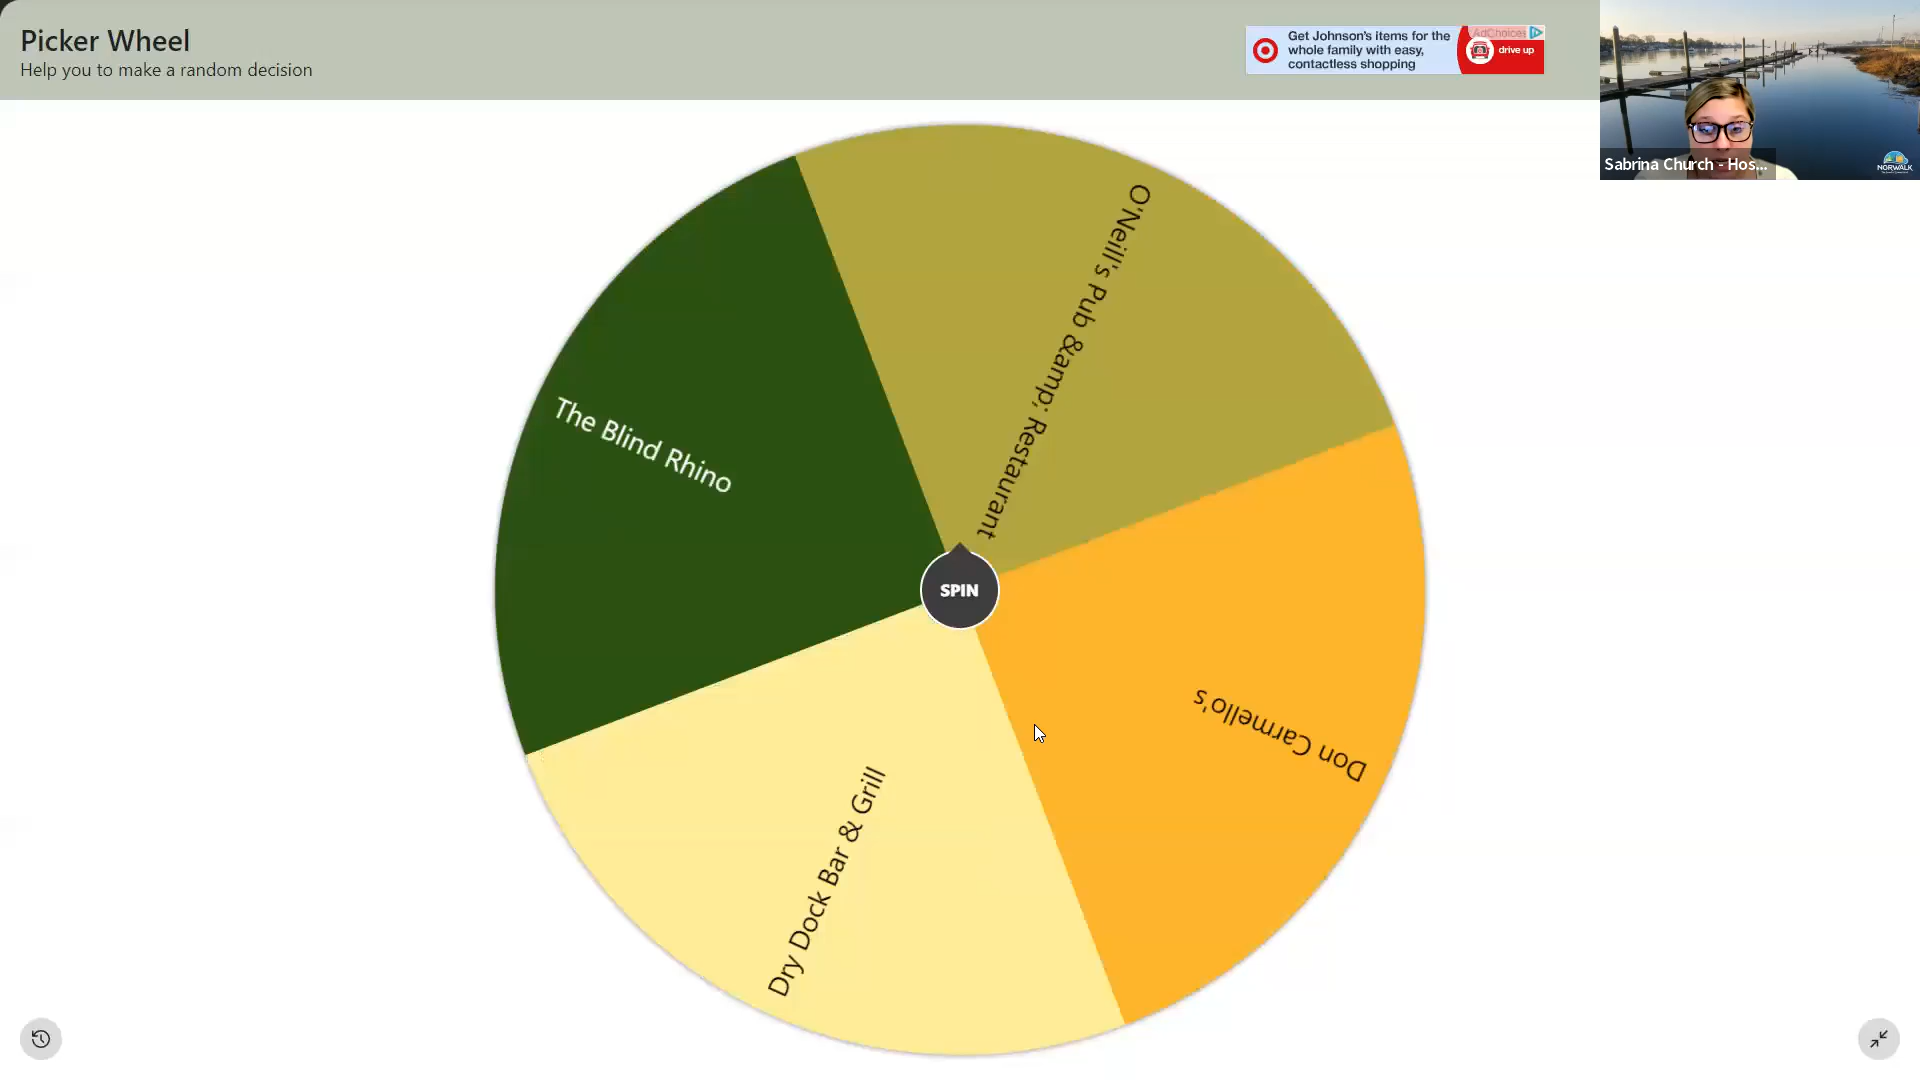 Picker Wheel
Help you to make a random decision
Get Johnson's items for the
whole family with easy,
contactless shopping
AdChoices
drive up
Sabrina Church - Hos...
NORWALK
O'Neill's Pub &amp; Restaurant
The Blind Rhino
SPIN
Don Carmello's
Dry Dock Bar & Grill